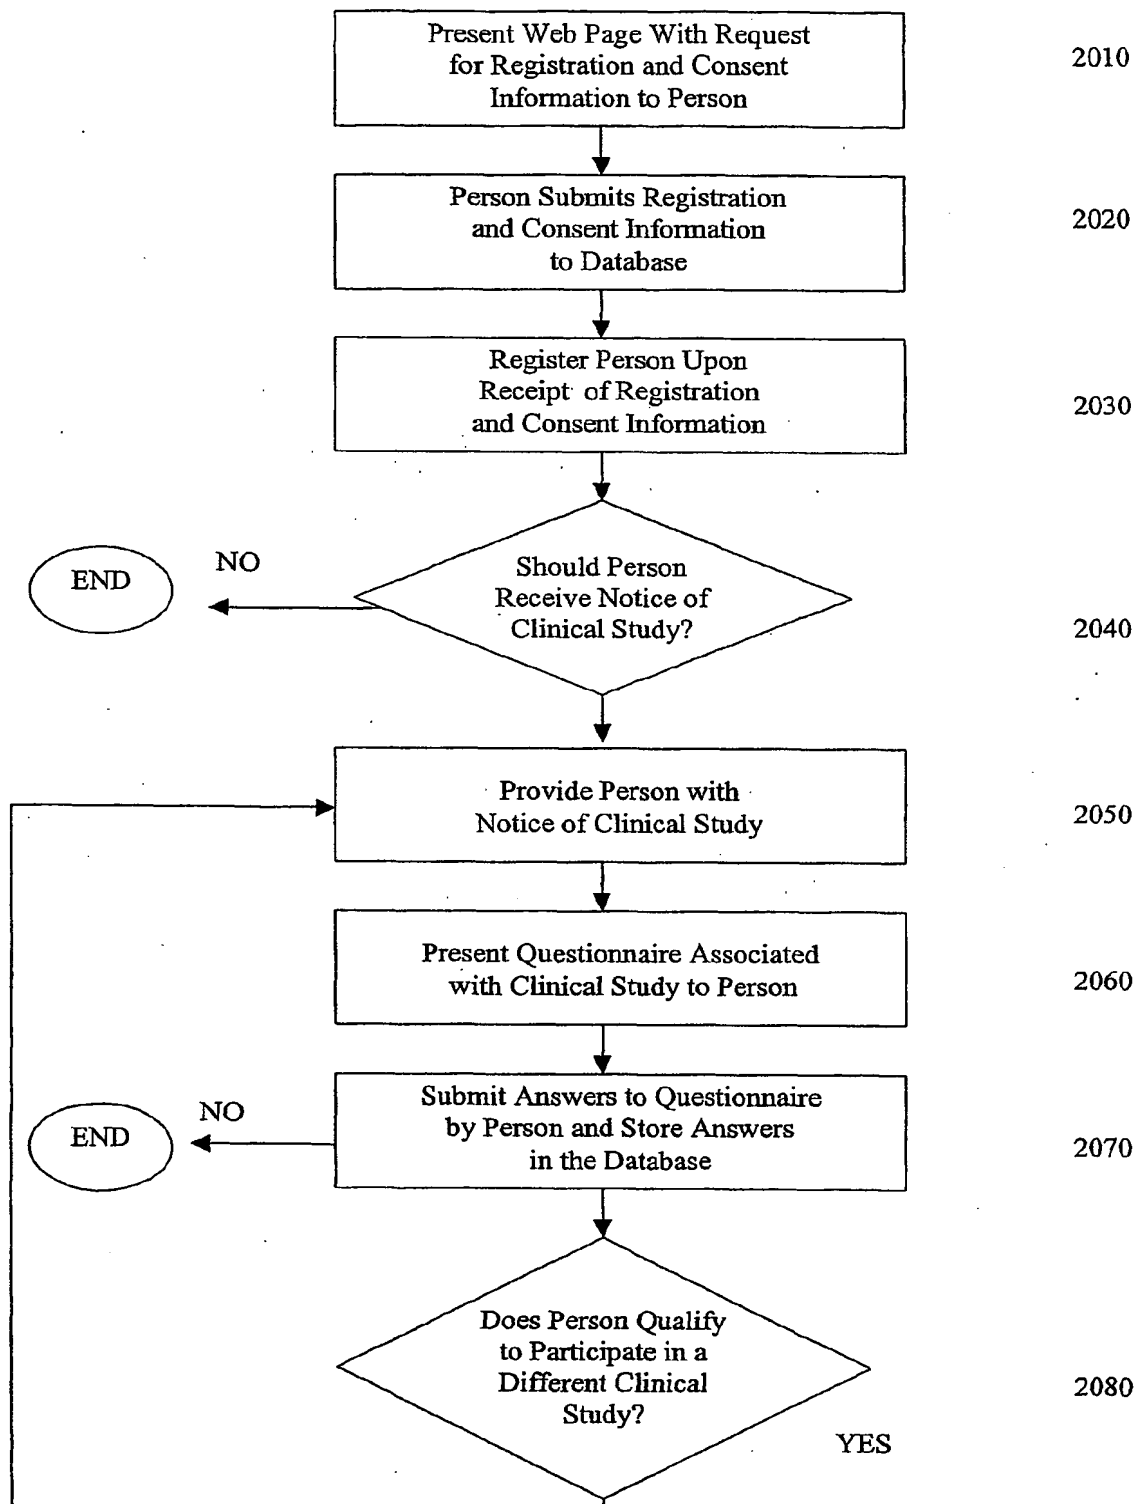 Present Web Page With Request
for Registration and Consent
Information to Person
2010
Person Submits Registration
and Consent Information
to Database
2020
Register Person Upon
Receipt of Registration
and Consent Information
2030
END
NO
Should Person
Receive Notice of
Clinical Study?
2040
Provide Person with
Notice of Clinical Study
2050
Present Questionnaire Associated
with Clinical Study to Person
2060
END
NO
Submit Answers to Questionnaire
by Person and Store Answers
in the Database
2070
Does Person Qualify
to Participate in a
Different Clinical
Study?
2080
YES